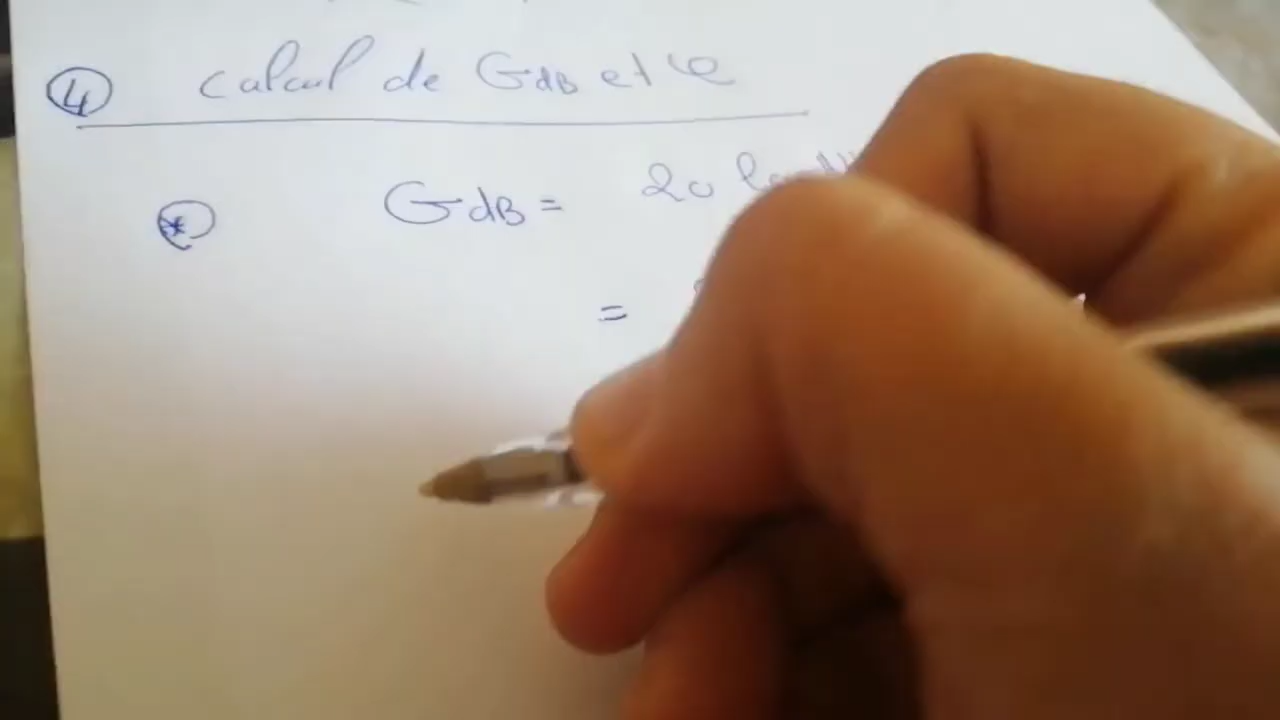 4 Calcul de GdB et φ
* GdB = 20
=